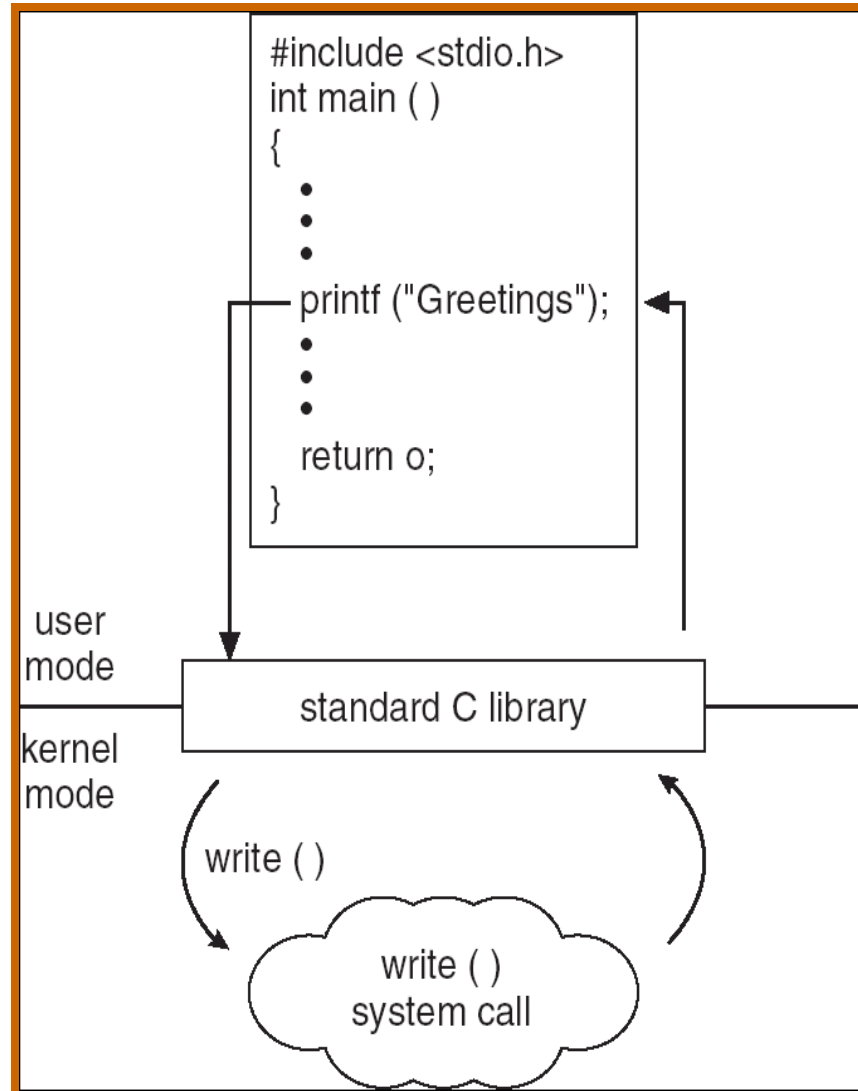 #include <stdio.h>
int main ( )
{
•
•
•
printf ("Greetings");
•
•
•
return o;
}
user
mode
standard C library
kernel
mode
write ( )
write ( )
system call